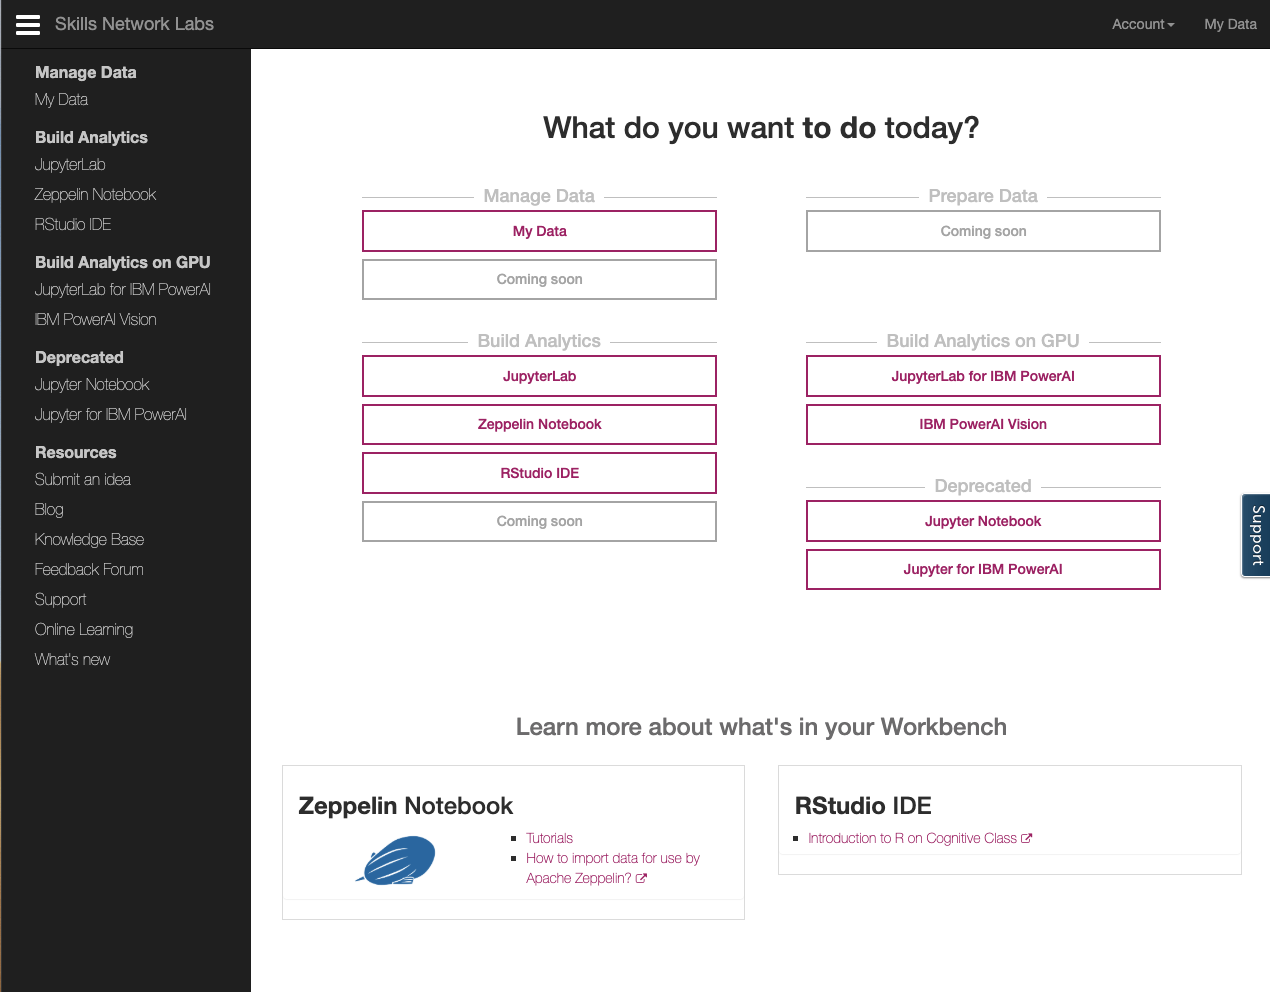 Skills Network Labs
Account
My Data
Manage Data
My Data
Build Analytics
JupyterLab
Zeppelin Notebook
RStudio IDE
Build Analytics on GPU
JupyterLab for IBM PowerAI
IBM PowerAI Vision
Deprecated
Jupyter Notebook
Jupyter for IBM PowerAI
Resources
Submit an idea
Blog
Knowledge Base
Feedback Forum
Support
Online Learning
What's new
What do you want to do today?
Manage Data
My Data
Coming soon
Prepare Data
Coming soon
Build Analytics
JupyterLab
Zeppelin Notebook
RStudio IDE
Coming soon
Build Analytics on GPU
JupyterLab for IBM PowerAI
IBM PowerAI Vision
Deprecated
Jupyter Notebook
Jupyter for IBM PowerAI
Support
Learn more about what's in your Workbench
Zeppelin Notebook
Tutorials
How to import data for use by
Apache Zeppelin?
RStudio IDE
Introduction to R on Cognitive Class